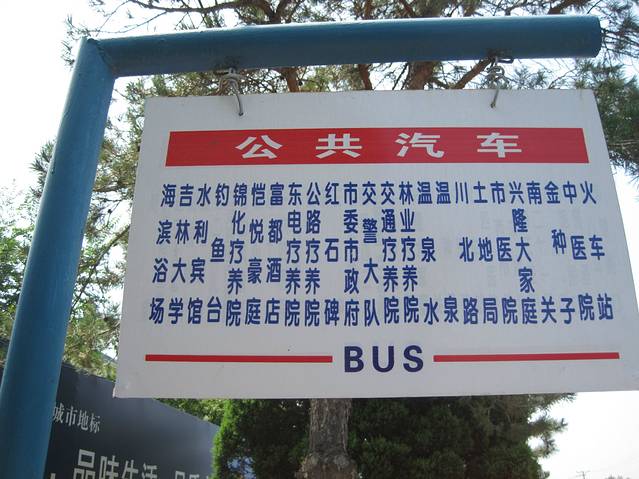 公共汽车
海滨浴场
吉林大学
水利宾馆
钓鱼台
锦化疗养院
恺悦豪庭
富都酒店
东电疗养院
公路疗养院
红石碑
市委市政府
交警大队
交通疗养院
林业疗养院
温泉水
温泉
川北路
土地局
市医院
兴隆大家庭
南关
金种子
中医院
火车站
BUS
城市地标
品味生活